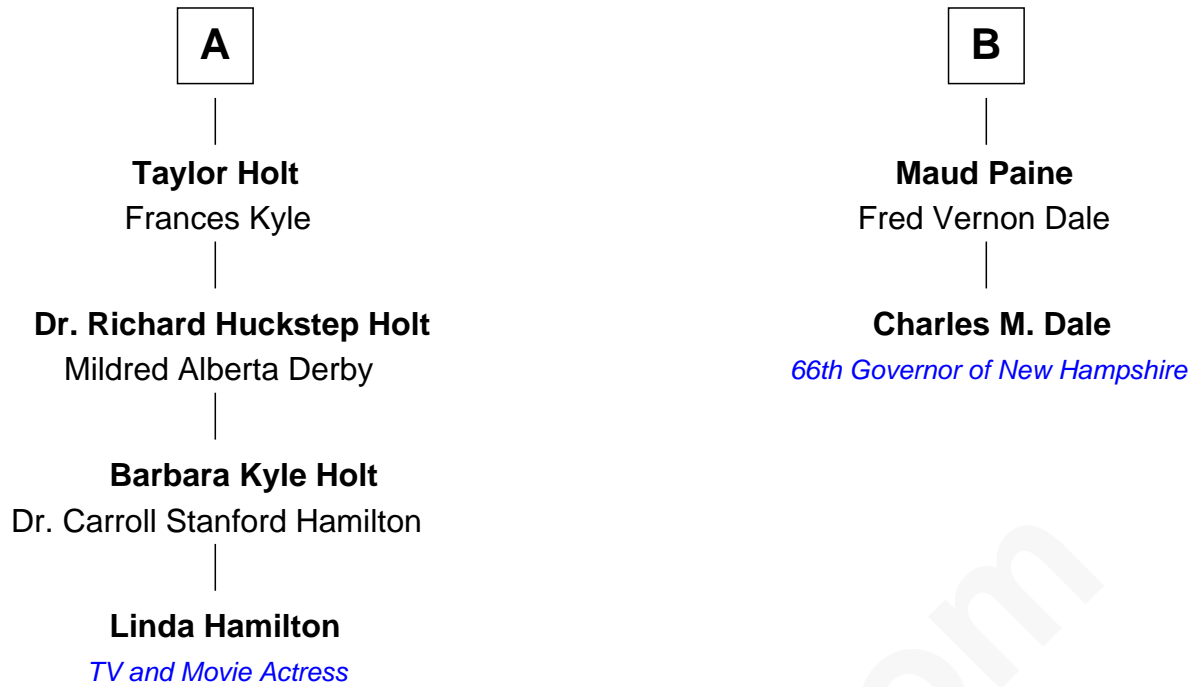 A
Taylor Holt
Frances Kyle
Dr. Richard Huckstep Holt
Mildred Alberta Derby
Barbara Kyle Holt
Dr. Carroll Stanford Hamilton
Linda Hamilton
TV and Movie Actress
B
Maud Paine
Fred Vernon Dale
Charles M. Dale
66th Governor of New Hampshire
om